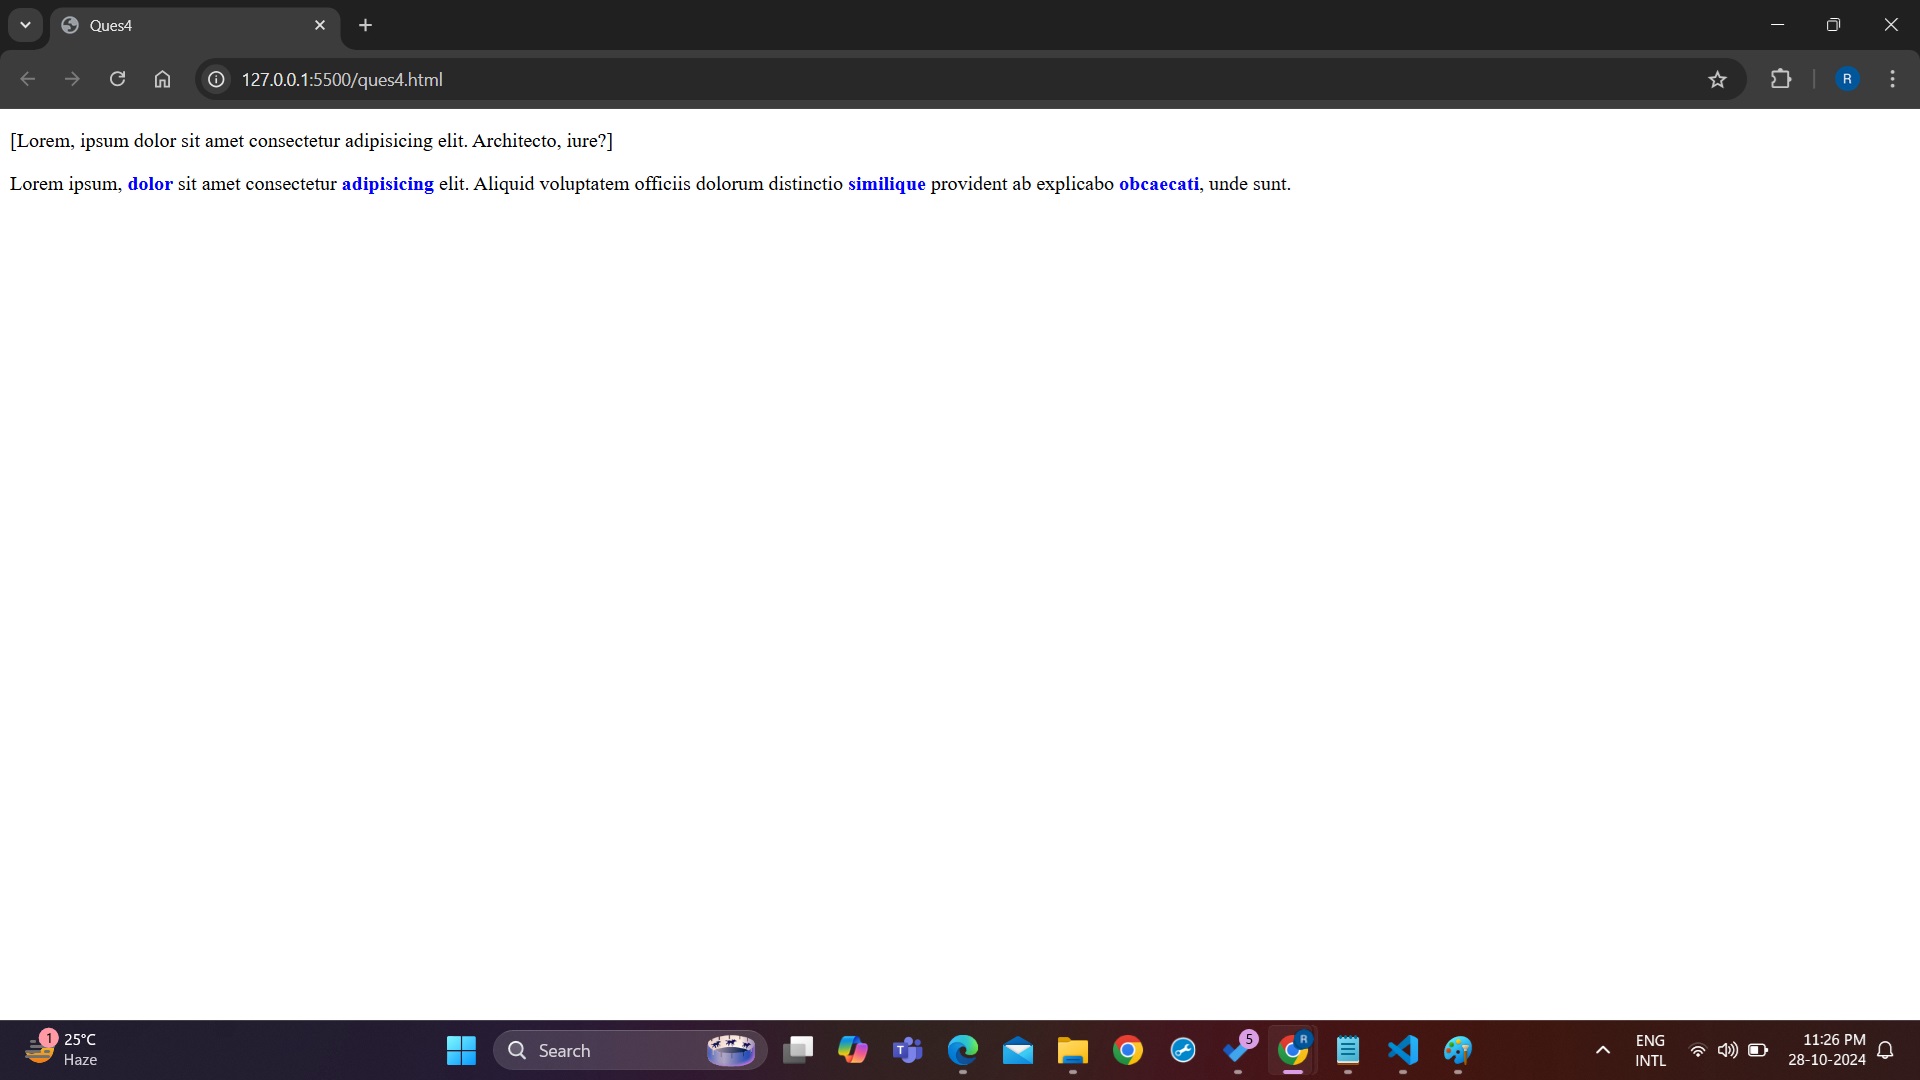 Ques4
127.0.0.1:5500/ques4.html
R
[Lorem, ipsum dolor sit amet consectetur adipisicing elit. Architecto, iure?]
Lorem ipsum, dolor sit amet consectetur adipisicing elit. Aliquid voluptatem officiis dolorum distinctio similique provident ab explicabo obcaecati, unde sunt.
1
25°C
Haze
Search
T
5
R
ENG
INTL
11:26 PM
28-10-2024